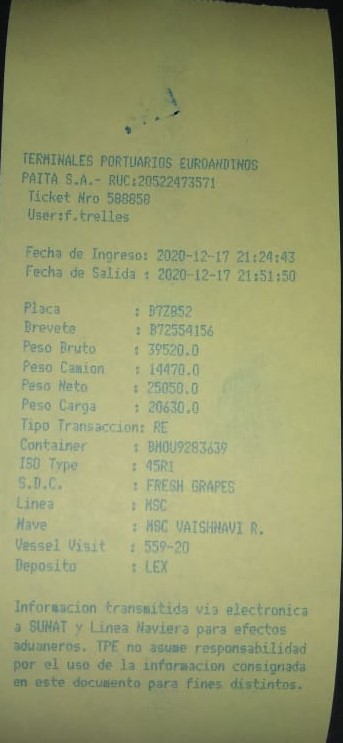 TERMINALES PORTUARIOS EUROANDINOS
PAITA S.A.- RUC:20522473571
Ticket Nro 588858
User:f.trelles
Fecha de Ingreso: 2020-12-17 21:24:43
Fecha de Salida : 2020-12-17 21:51:50
Placa : B7Z852
Brevete : B72554156
Peso Bruto : 39520.0
Peso Camion : 14470.0
Peso Neto : 25050.0
Peso Carga : 20630.0
Tipo Transaccion: RE
Container : BMOU9283639
ISO Type : 45R1
S.D.C. : FRESH GRAPES
Linea : MSC
Nave : MSC VAISHNAVI R.
Vessel Visit : 559-20
Deposito : LEX
Informacion transmitida via electronica
a SUNAT y Linea Naviera para efectos
aduaneros. TPE no asume responsabilidad
por el uso de la informacion consignada
en este documento para fines distintos.